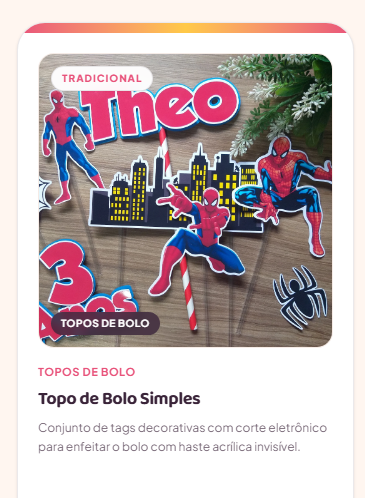 TRADICIONAL
Theo
3
Anos
TOPOS DE BOLO
TOPOS DE BOLO
Topo de Bolo Simples
Conjunto de tags decorativas com corte eletrônico
para enfeitar o bolo com haste acrílica invisível.